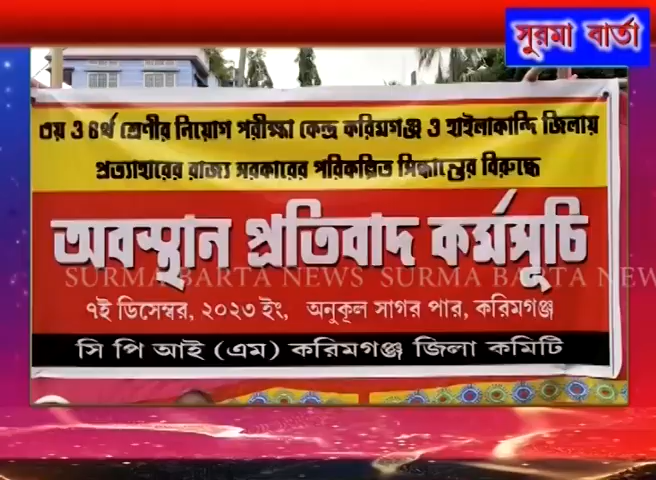 সুরমা বার্তা
৩য় ও ৪র্থ শ্রেণীর নিয়োগ পরীক্ষা কেন্দ্র করিমগঞ্জ ও হাইলাকান্দি জিলায়
প্রত্যাহারের রাজ্য সরকারের পরিকল্পিত সিদ্ধান্তের বিরুদ্ধে
অবস্থান প্রতিবাদ কর্মসূচি
SURMA BARTA NEWS SURMA BARTA NEWS
৭ই ডিসেম্বর, ২০২৩ ইং, অনুকূল সাগর পার, করিমগঞ্জ
সি পি আই (এম) করিমগঞ্জ জিলা কমিটি